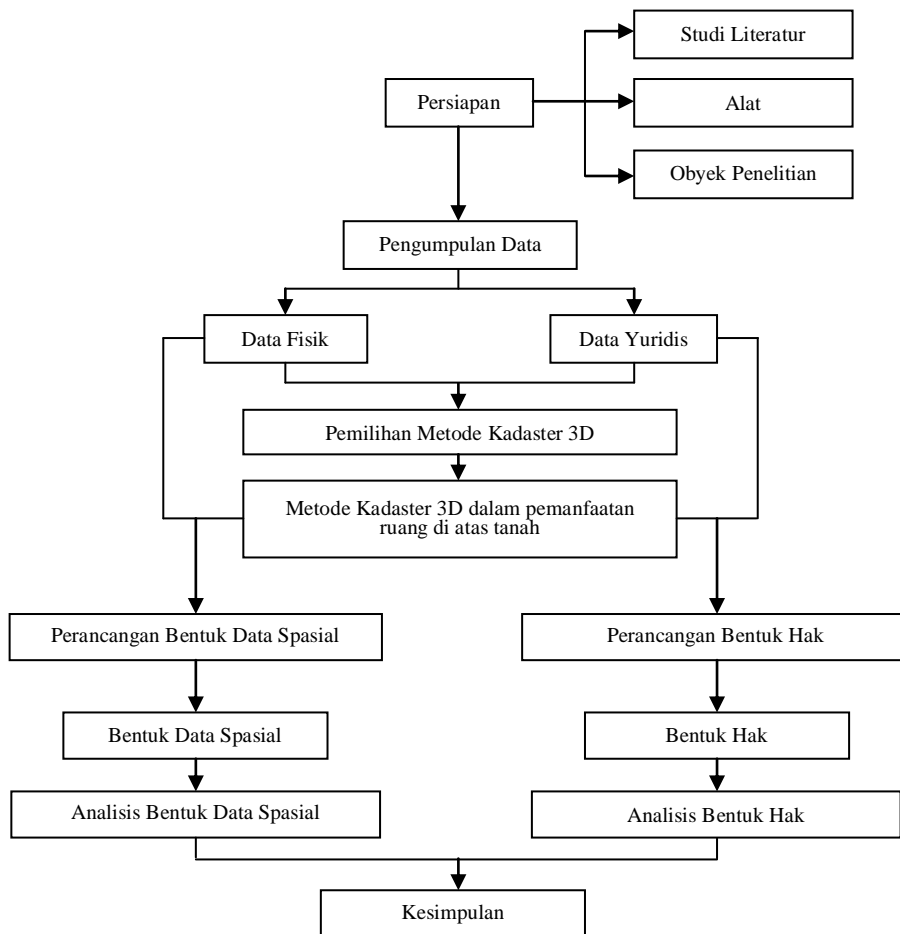 Studi Literatur
Persiapan
Alat
Obyek Penelitian
Pengumpulan Data
Data Fisik
Data Yuridis
Pemilihan Metode Kadaster 3D
Metode Kadaster 3D dalam pemanfaatan
ruang di atas tanah
Perancangan Bentuk Data Spasial
Perancangan Bentuk Hak
Bentuk Data Spasial
Bentuk Hak
Analisis Bentuk Data Spasial
Analisis Bentuk Hak
Kesimpulan